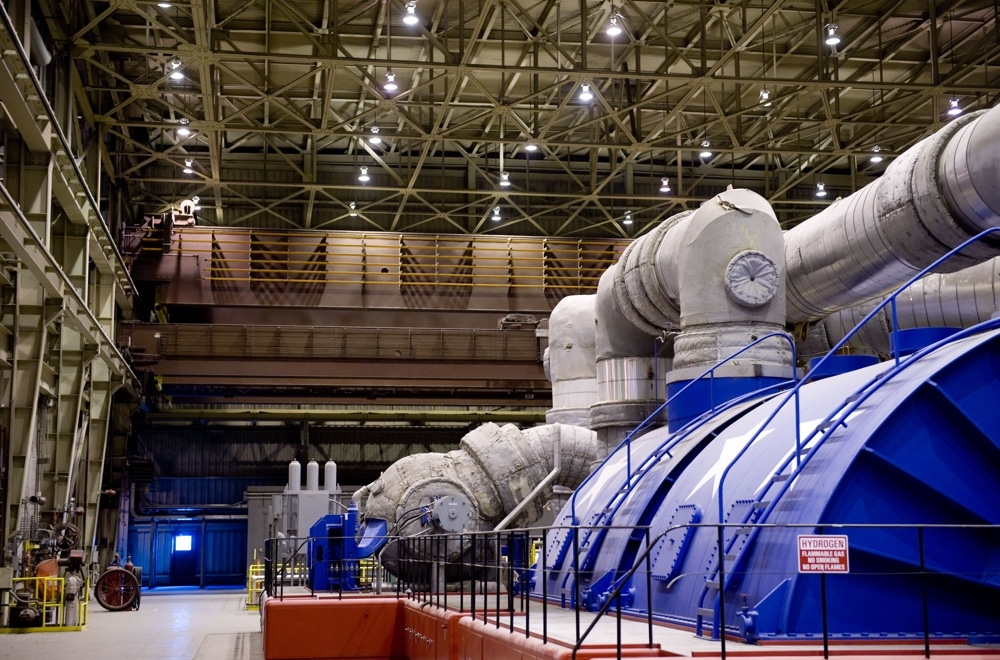 HYDROGEN
FLAMMABLE GAS
NO SMOKING
NO OPEN FLAMES